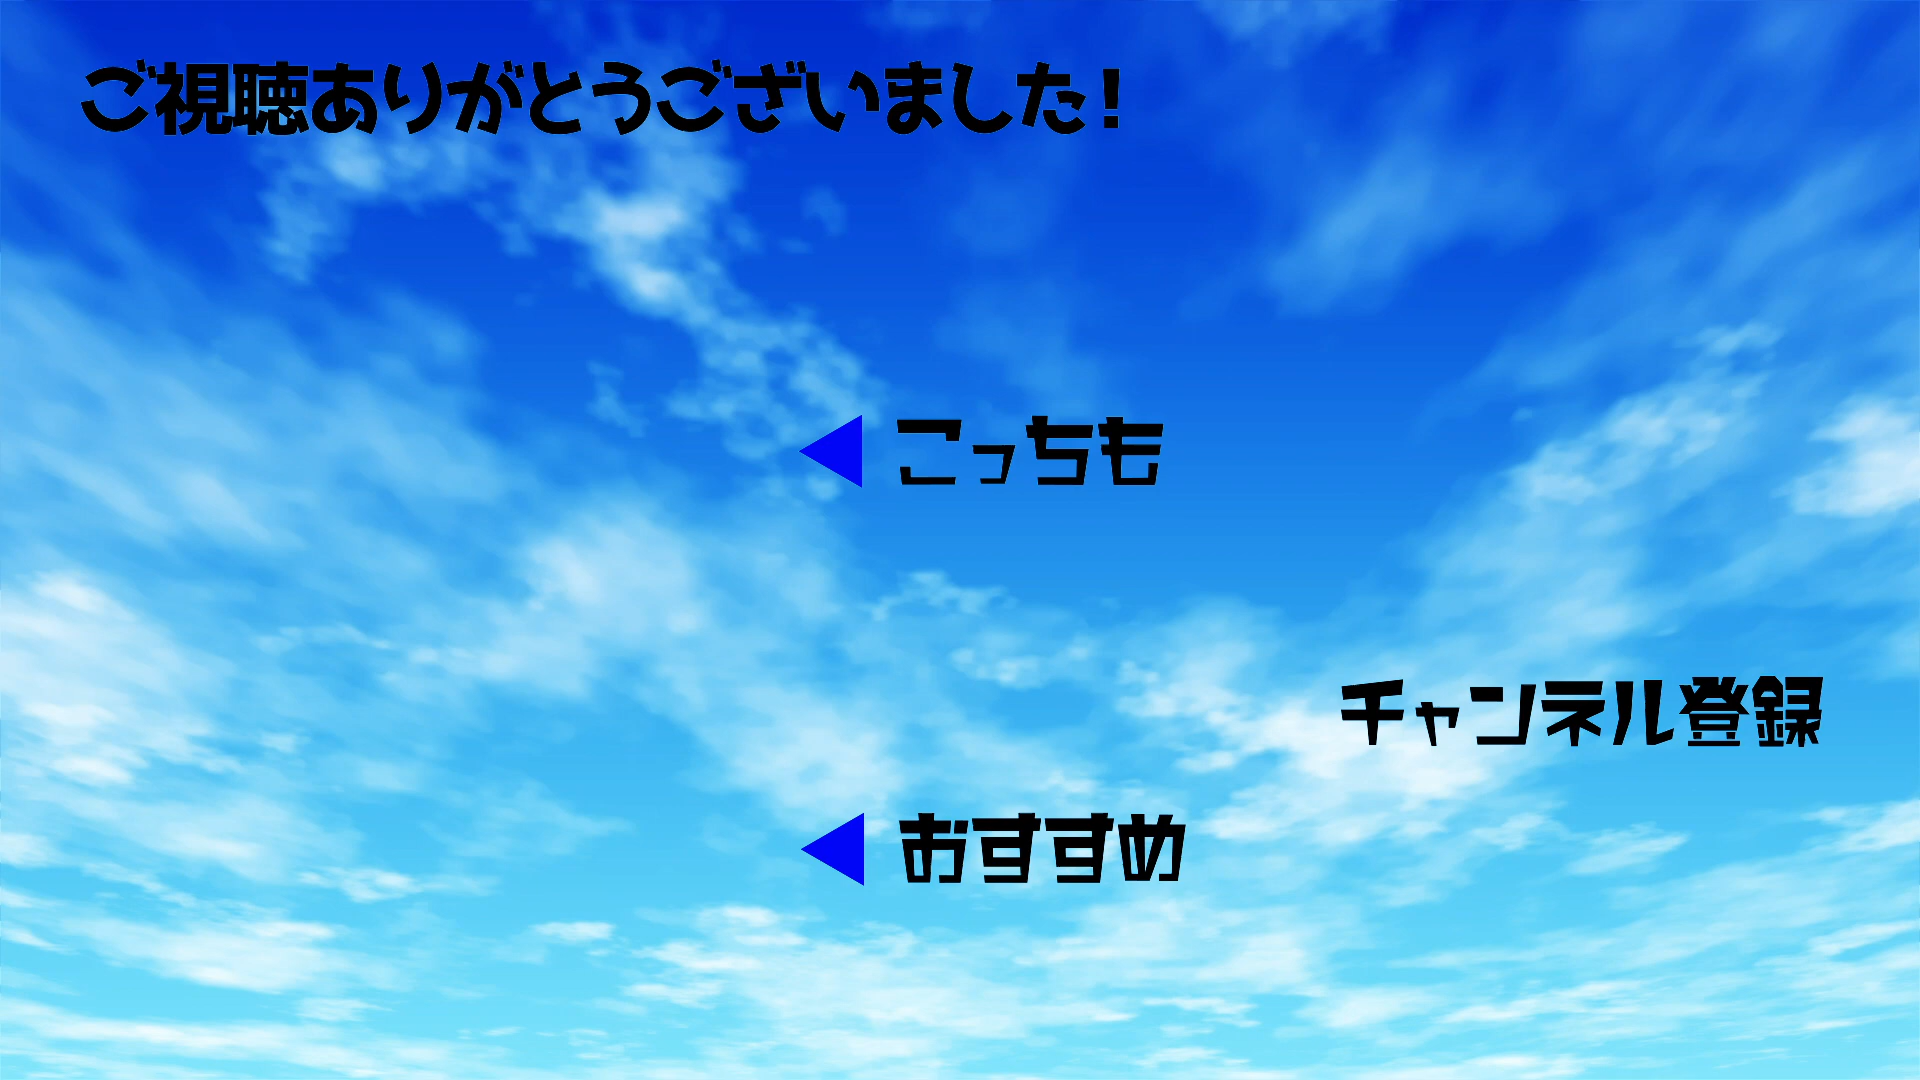 ご視聴ありがとうございました!
こっちも
チャンネル登録
おすすめ